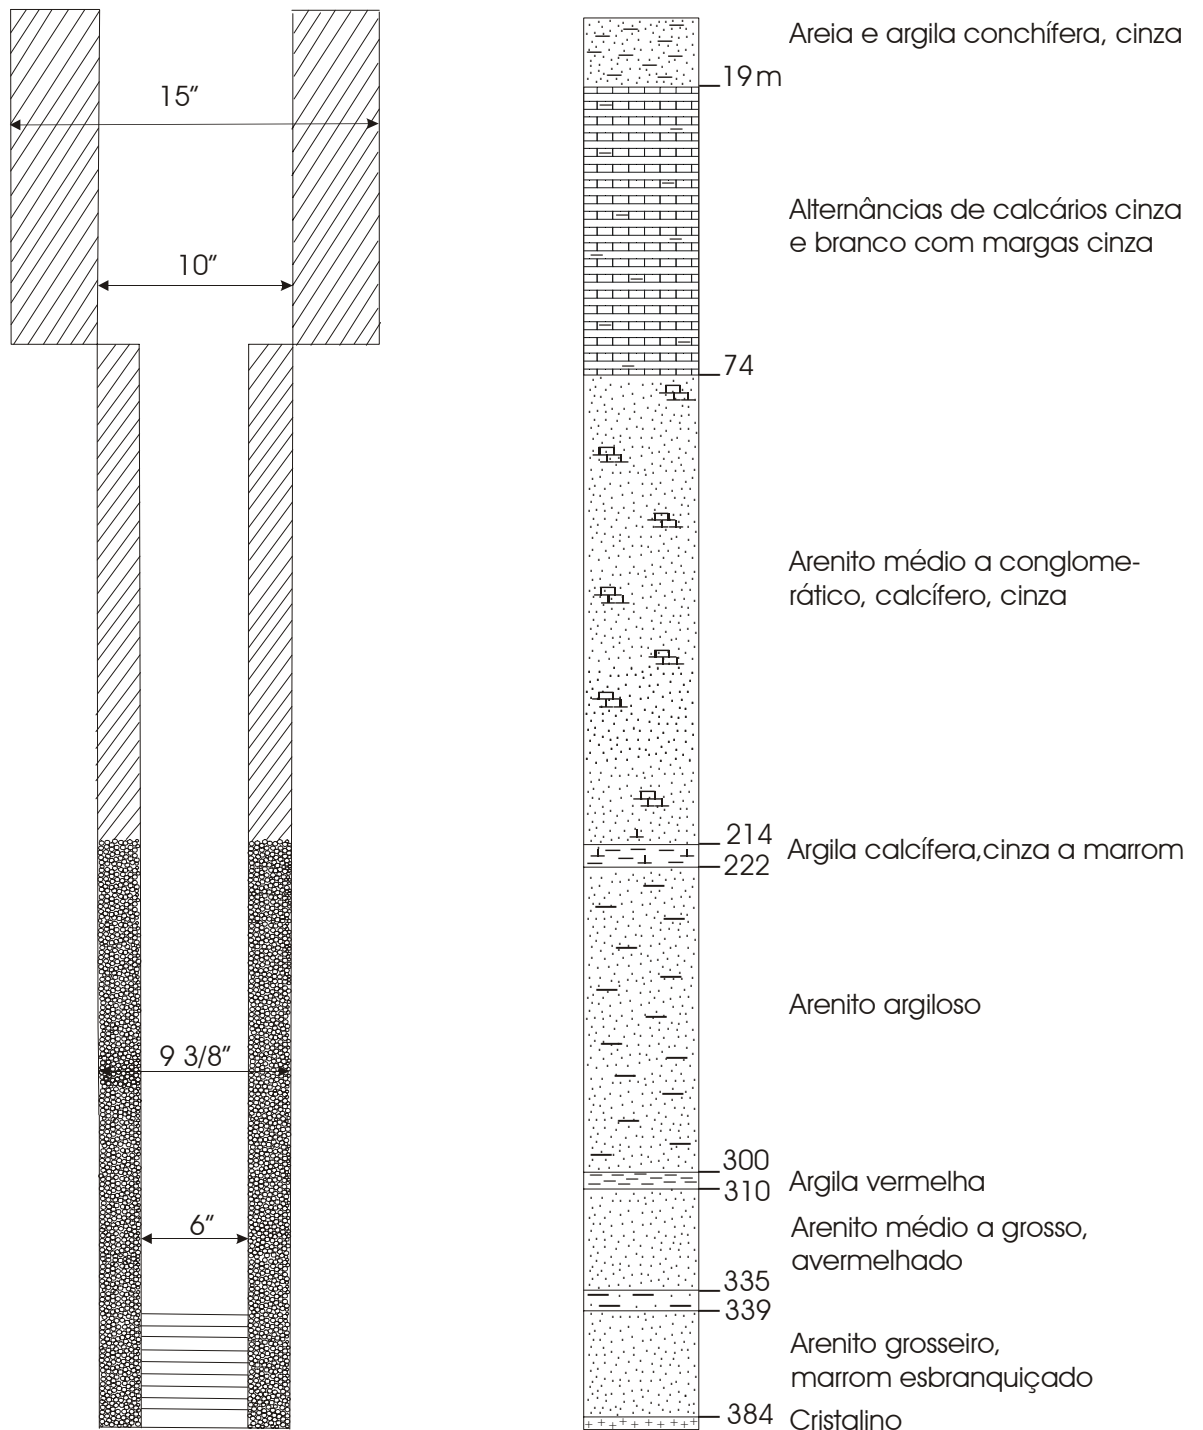 15”
10”
9 3/8”
6”
Areia e argila conchífera, cinza
19m
Alternâncias de calcários cinza
e branco com margas cinza
74
Arenito médio a conglome-
rático, calcífero, cinza
214
Argila calcífera,cinza a marrom
222
Arenito argiloso
300
Argila vermelha
310
Arenito médio a grosso,
avermelhado
335
339
Arenito grosseiro,
marrom esbranquiçado
384
Cristalino